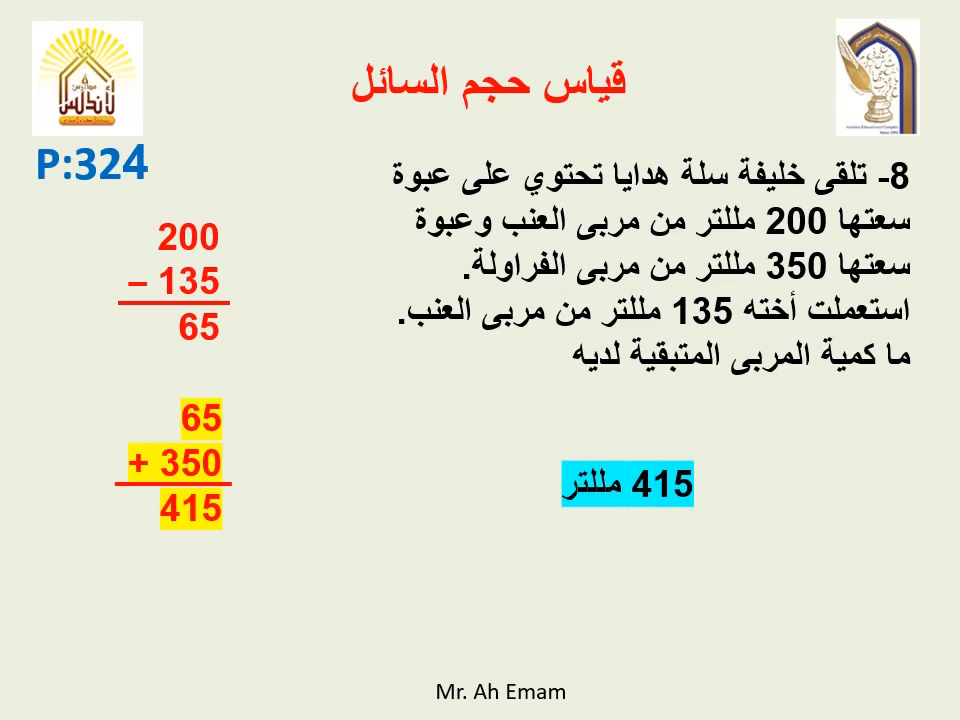 قياس حجم السائل
P:324
8- تلقى خليفة سلة هدايا تحتوي على عبوة
سعتها 200 مللتر من مربى العنب وعبوة
سعتها 350 مللتر من مربى الفراولة.
استعملت أخته 135 مللتر من مربى العنب.
ما كمية المربى المتبقية لديه
200
– 135
65
65
+ 350
415
415 مللتر
Mr. Ah Emam